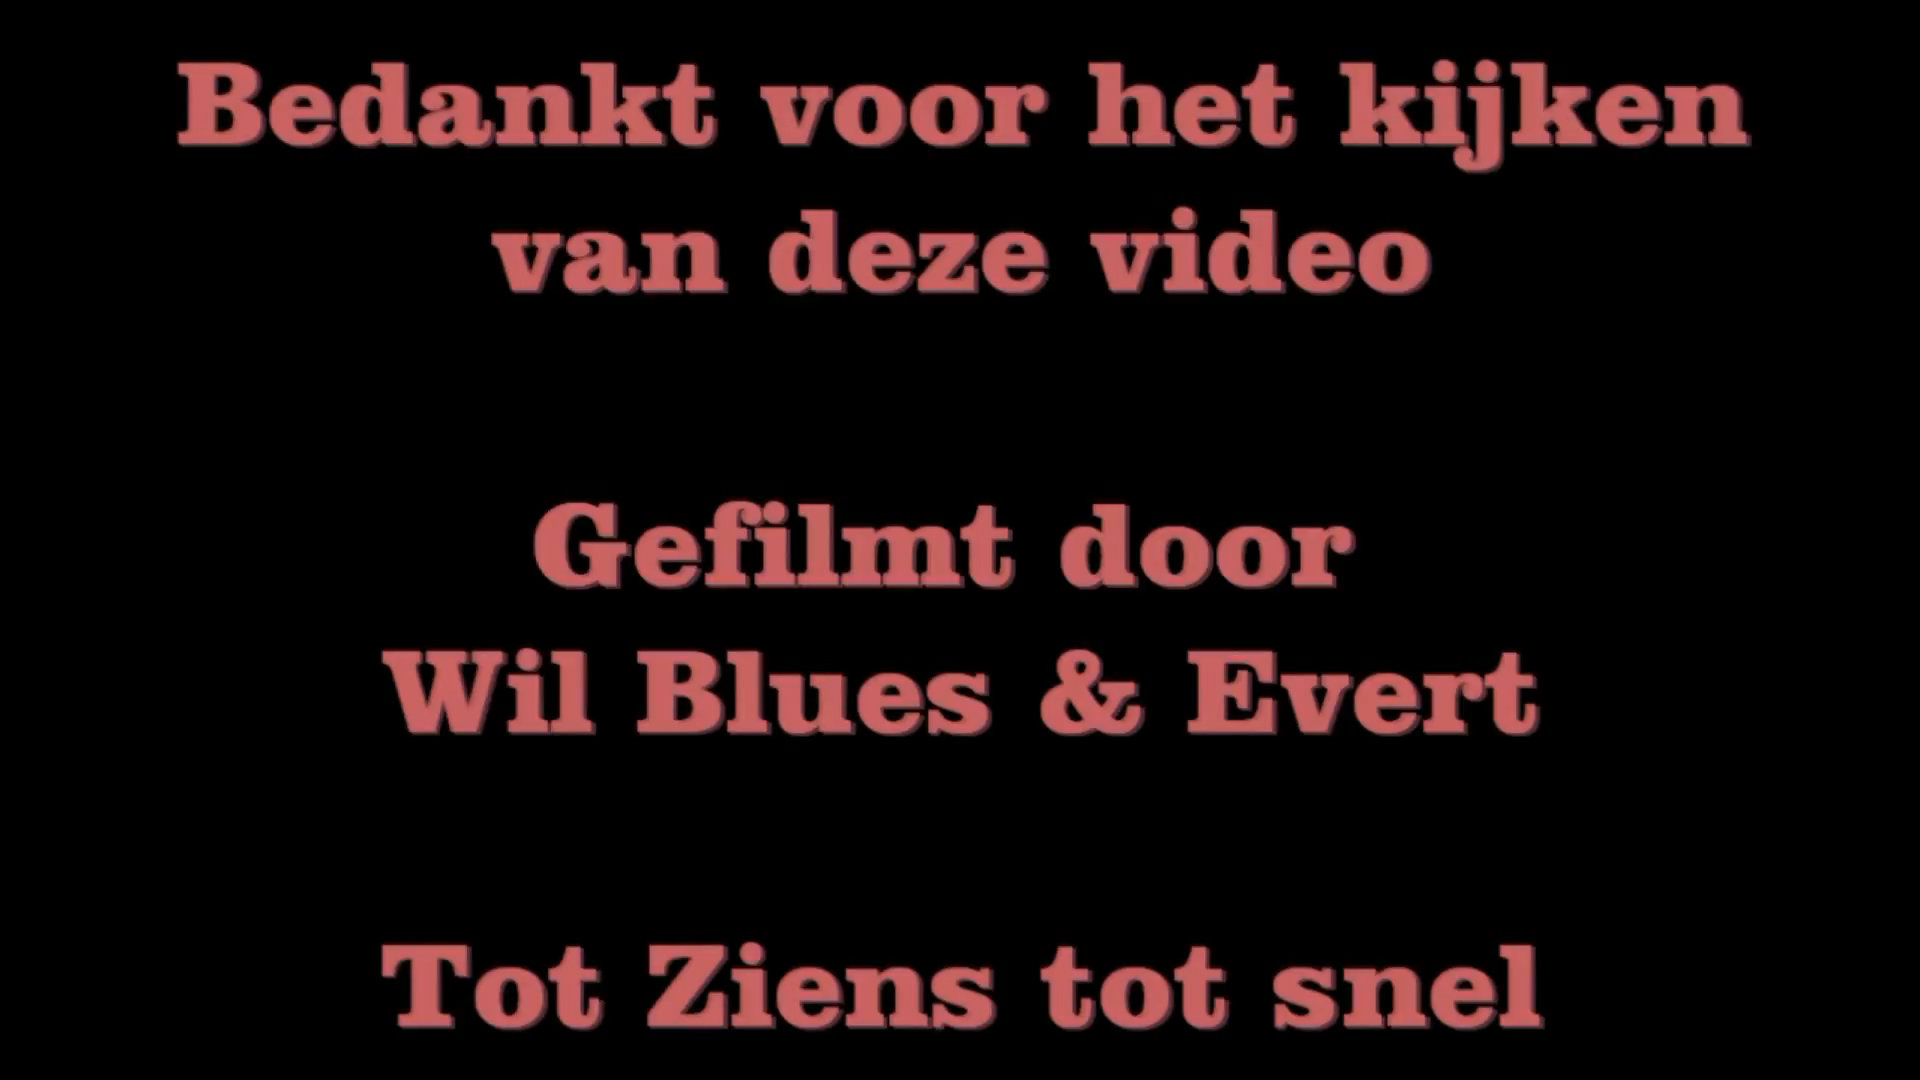 Bedankt voor het kijken
van deze video
Gefilmt door
Wil Blues & Evert
Tot Ziens tot snel